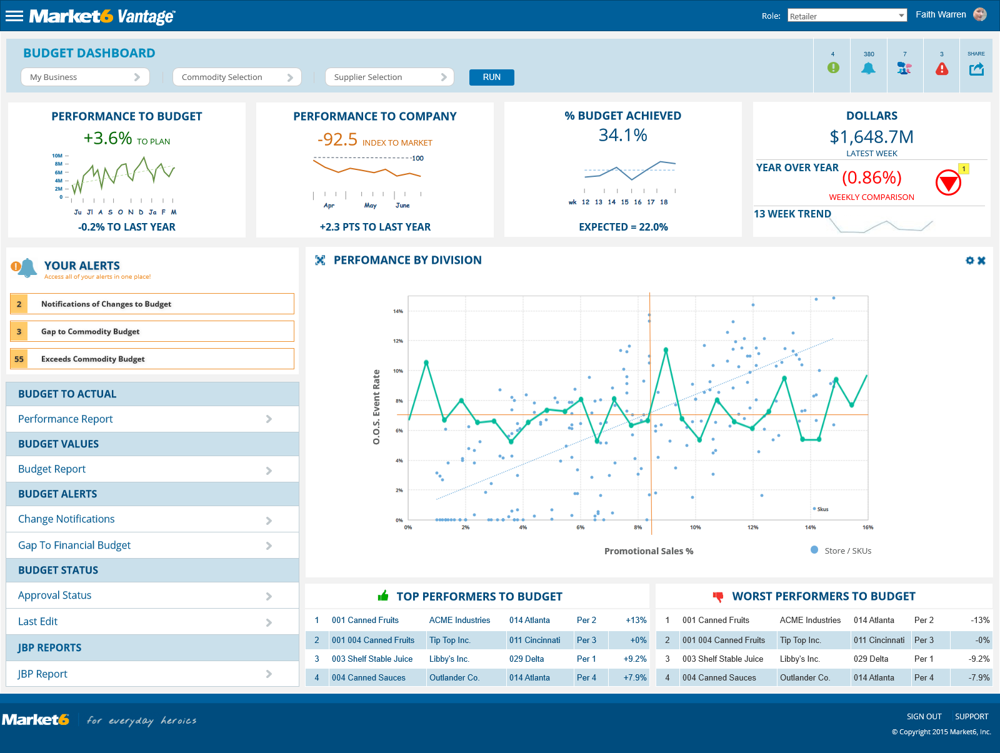 Market6 Vantage™
Role: Retailer Faith Warren
BUDGET DASHBOARD
My Business Commodity Selection Supplier Selection RUN
4 380 7 3 SHARE
PERFORMANCE TO BUDGET
+3.6% TO PLAN
10M
8M
6M
4M
2M
0
Ju Jl A S O N D Ja F M
-0.2% TO LAST YEAR
PERFORMANCE TO COMPANY
-92.5 INDEX TO MARKET
100
Apr May June
+2.3 PTS TO LAST YEAR
% BUDGET ACHIEVED
34.1%
wk 12 13 14 15 16 17 18
EXPECTED = 22.0%
DOLLARS
$1,648.7M
LATEST WEEK
YEAR OVER YEAR
(0.86%)
1
WEEKLY COMPARISON
13 WEEK TREND
YOUR ALERTS
Access all of your alerts in one place!
2 Notifications of Changes to Budget
3 Gap to Commodity Budget
55 Exceeds Commodity Budget
BUDGET TO ACTUAL
Performance Report
BUDGET VALUES
Budget Report
BUDGET ALERTS
Change Notifications
Gap To Financial Budget
BUDGET STATUS
Approval Status
Last Edit
JBP REPORTS
JBP Report
PERFOMANCE BY DIVISION
O.O.S. Event Rate
14%
12%
10%
8%
6%
4%
2%
0%
Skus
0% 2% 4% 6% 8% 10% 12% 14% 16%
Promotional Sales %
Store / SKUs
TOP PERFORMERS TO BUDGET
1 001 Canned Fruits ACME Industries 014 Atlanta Per 2 +13%
2 001 004 Canned Fruits Tip Top Inc. 011 Cincinnati Per 3 +0%
3 003 Shelf Stable Juice Libby's Inc. 029 Delta Per 1 +9.2%
4 004 Canned Sauces Outlander Co. 014 Atlanta Per 4 +7.9%
WORST PERFORMERS TO BUDGET
1 001 Canned Fruits ACME Industries 014 Atlanta Per 2 -13%
2 001 004 Canned Fruits Tip Top Inc. 011 Cincinnati Per 3 -0%
3 003 Shelf Stable Juice Libby's Inc. 029 Delta Per 1 -9.2%
4 004 Canned Sauces Outlander Co. 014 Atlanta Per 4 -7.9%
Market6 for everyday heroics
SIGN OUT SUPPORT
© Copyright 2015 Market6, Inc.